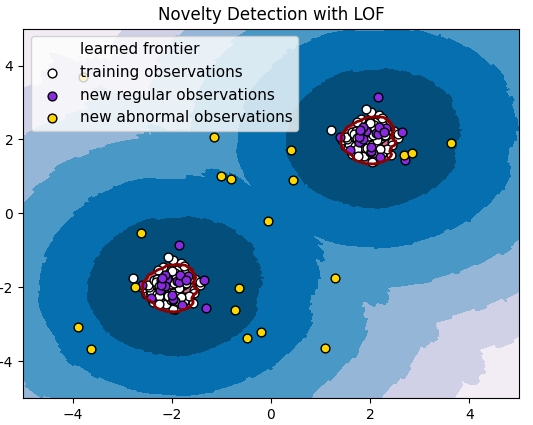 Novelty Detection with LOF
learned frontier
training observations
new regular observations
new abnormal observations
4
2
0
−2
−4
−4
−2
0
2
4